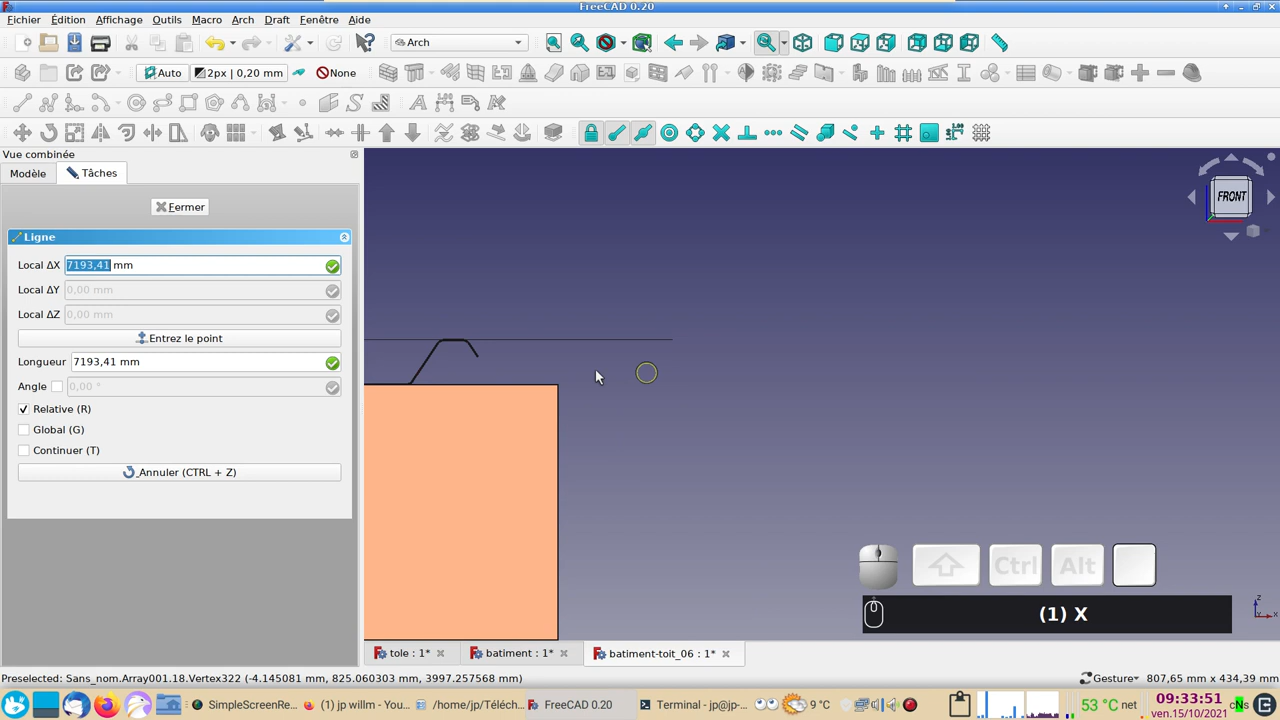 FreeCAD 0.20
Fichier Édition Affichage Outils Macro Arch Draft Fenêtre Aide
Arch
Auto 2px | 0,20 mm None
Vue combinée
Modèle Tâches
Fermer
Ligne
Local ΔX 7193,41 mm
Local ΔY 0,00 mm
Local ΔZ 0,00 mm
Entrez le point
Longueur 7193,41 mm
Angle 0,00 °
Relative (R)
Global (G)
Continuer (T)
Annuler (CTRL + Z)
FRONT
Ctrl Alt
(1) X
tole : 1* batiment : 1* batiment-toit_06 : 1*
Preselected: Sans_nom.Array001.18.Vertex322 (-4.145081 mm, 825.060303 mm, 3997.257568 mm) Gesture 807,65 mm x 434,39 mm
SimpleScreenRe... (1) jp willm - You... /home/jp/Téléch... FreeCAD 0.20 Terminal - jp@jp-... 9°C 53 °C net 09:33:51 cNs
ven.15/10/2021